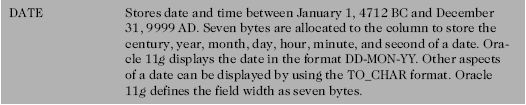 DATE Stores date and time between January 1, 4712 BC and December
31, 9999 AD. Seven bytes are allocated to the column to store the
century, year, month, day, hour, minute, and second of a date. Ora-
cle 11g displays the date in the format DD-MON-YY. Other aspects
of a date can be displayed by using the TO_CHAR format. Oracle
11g defines the field width as seven bytes.